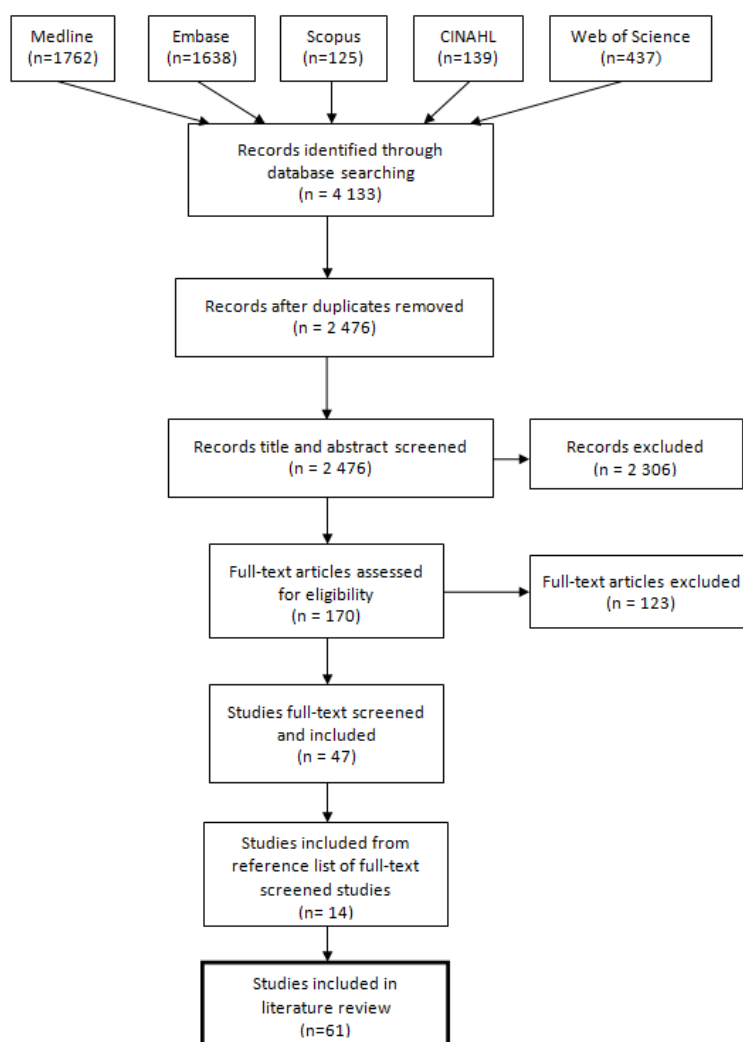 Medline
(n=1762)
Embase
(n=1638)
Scopus
(n=125)
CINAHL
(n=139)
Web of Science
(n=437)
Records identified through
database searching
(n = 4 133)
Records after duplicates removed
(n = 2 476)
Records title and abstract screened
(n = 2 476)
Records excluded
(n = 2 306)
Full-text articles assessed
for eligibility
(n = 170)
Full-text articles excluded
(n = 123)
Studies full-text screened
and included
(n = 47)
Studies included from
reference list of full-text
screened studies
(n= 14)
Studies included in
literature review
(n=61)